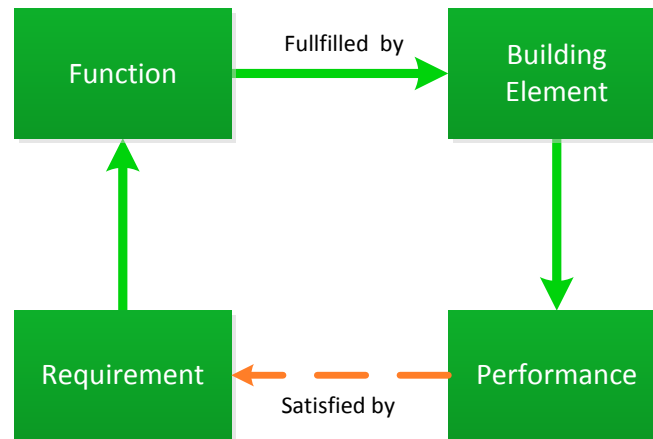 Function
Fullfilled by
Building
Element
Requirement
Satisfied by
Performance